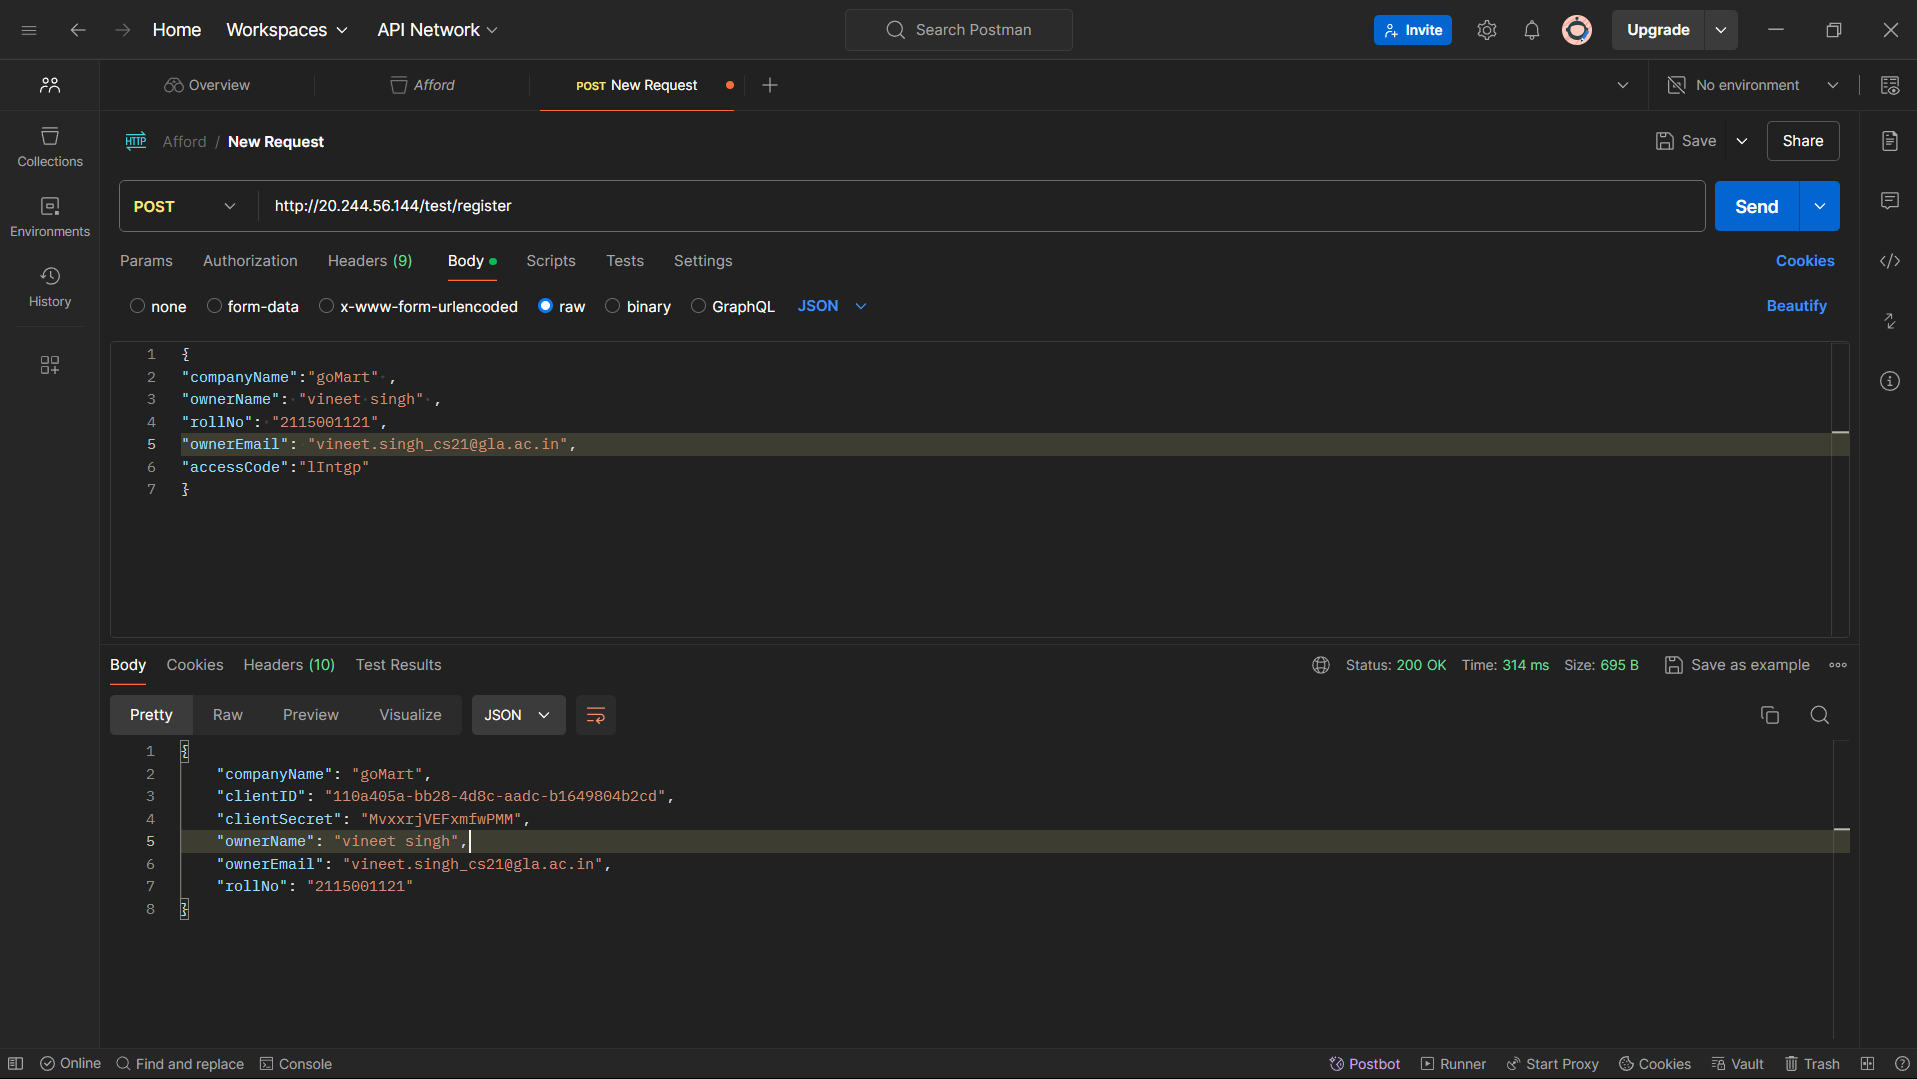 Home Workspaces API Network Search Postman Invite Upgrade
Overview Afford POST New Request No environment
HTTP Afford / New Request Save Share
Collections
Environments
History
POST http://20.244.56.144/test/register Send
Params Authorization Headers (9) Body Scripts Tests Settings Cookies
none form-data x-www-form-urlencoded raw binary GraphQL JSON Beautify
1 {
2 "companyName":"goMart" ,
3 "ownerName": "vineet singh" ,
4 "rollNo": "2115001121",
5 "ownerEmail": "vineet.singh_cs21@gla.ac.in",
6 "accessCode":"lIntgp"
7 }
Body Cookies Headers (10) Test Results Status: 200 OK Time: 314 ms Size: 695 B Save as example
Pretty Raw Preview Visualize JSON
1 {
2 "companyName": "goMart",
3 "clientID": "110a405a-bb28-4d8c-aadc-b1649804b2cd",
4 "clientSecret": "MvxxrjVEFxmfwPMM",
5 "ownerName": "vineet singh",
6 "ownerEmail": "vineet.singh_cs21@gla.ac.in",
7 "rollNo": "2115001121"
8 }
Online Find and replace Console Postbot Runner Start Proxy Cookies Vault Trash